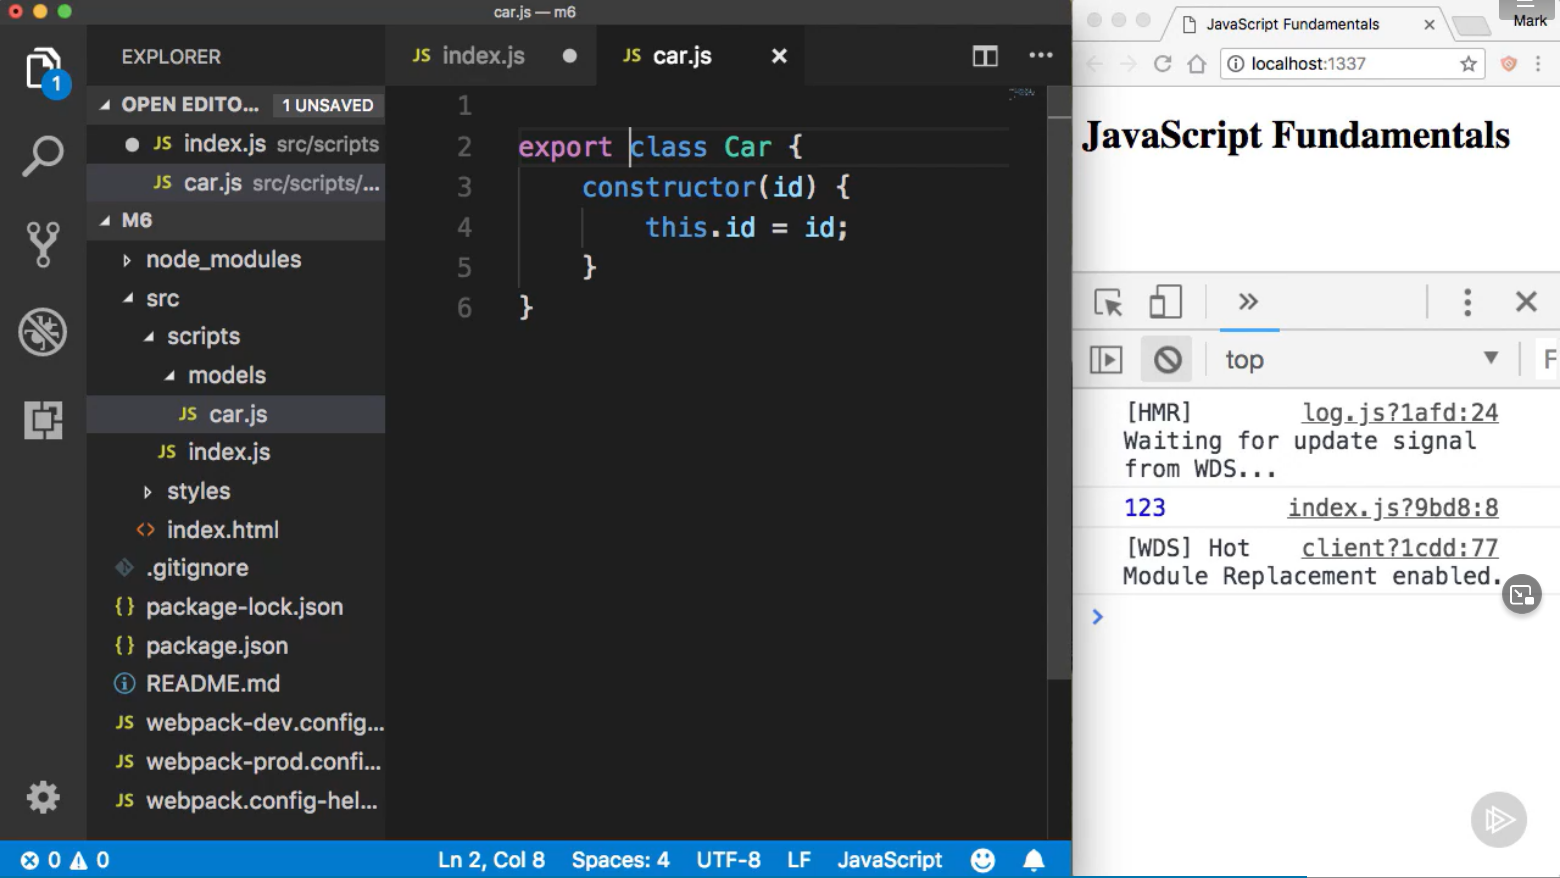 car.js — m6
EXPLORER
OPEN EDITO... 1 UNSAVED
JS index.js src/scripts
JS car.js src/scripts/...
M6
node_modules
src
scripts
models
JS car.js
JS index.js
styles
<> index.html
.gitignore
{} package-lock.json
{} package.json
README.md
JS webpack-dev.config...
JS webpack-prod.confi...
JS webpack.config-hel...
1
JS index.js
JS car.js
1
2 export class Car {
3 constructor(id) {
4 this.id = id;
5 }
6 }
0 0
Ln 2, Col 8 Spaces: 4 UTF-8 LF JavaScript
JavaScript Fundamentals
Mark
localhost:1337
JavaScript Fundamentals
top
F
[HMR] log.js?1afd:24
Waiting for update signal
from WDS...
123 index.js?9bd8:8
[WDS] Hot client?1cdd:77
Module Replacement enabled.